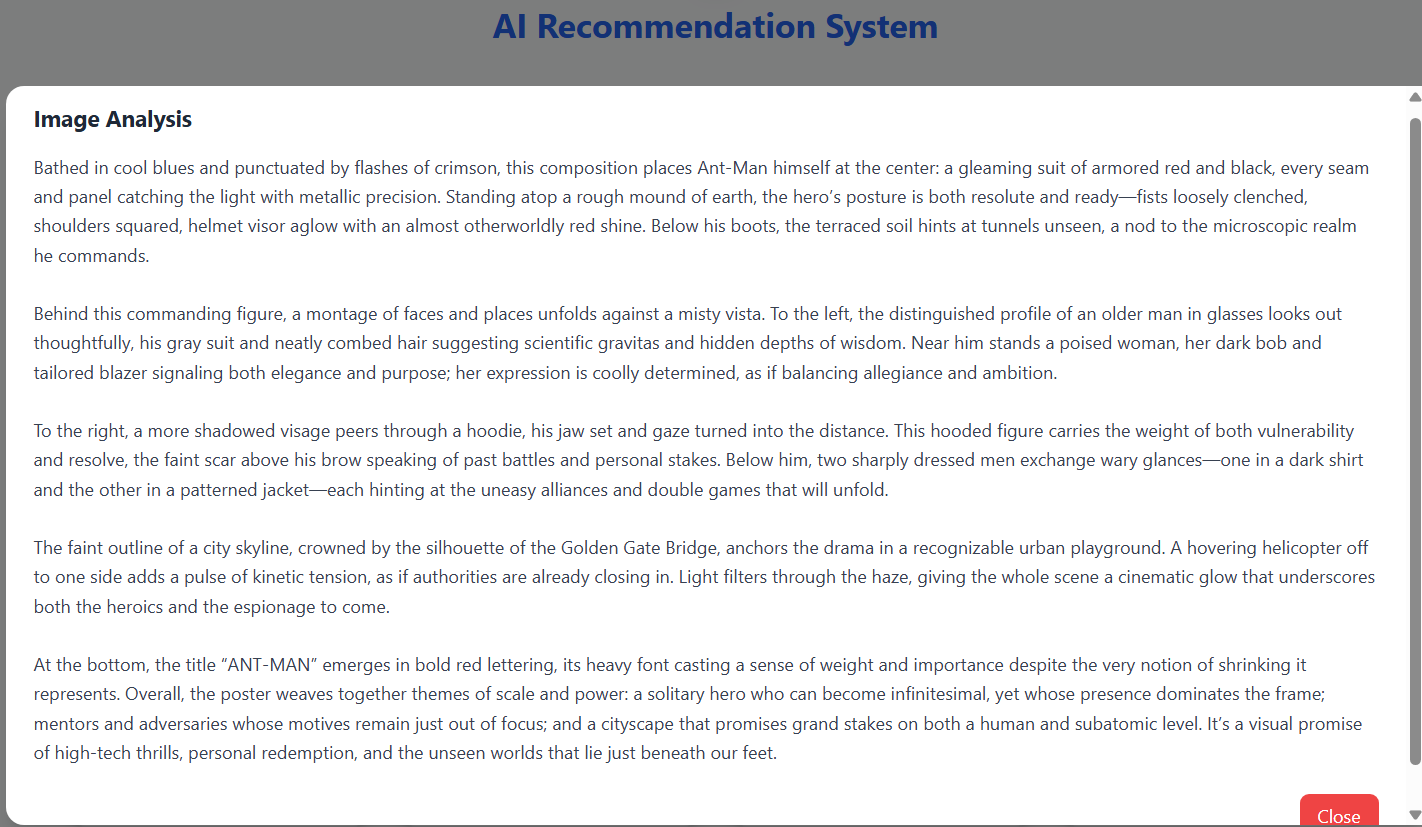 AI Recommendation System
Image Analysis
Bathed in cool blues and punctuated by flashes of crimson, this composition places Ant-Man himself at the center: a gleaming suit of armored red and black, every seam
and panel catching the light with metallic precision. Standing atop a rough mound of earth, the hero’s posture is both resolute and ready—fists loosely clenched,
shoulders squared, helmet visor aglow with an almost otherworldly red shine. Below his boots, the terraced soil hints at tunnels unseen, a nod to the microscopic realm
he commands.
Behind this commanding figure, a montage of faces and places unfolds against a misty vista. To the left, the distinguished profile of an older man in glasses looks out
thoughtfully, his gray suit and neatly combed hair suggesting scientific gravitas and hidden depths of wisdom. Near him stands a poised woman, her dark bob and
tailored blazer signaling both elegance and purpose; her expression is coolly determined, as if balancing allegiance and ambition.
To the right, a more shadowed visage peers through a hoodie, his jaw set and gaze turned into the distance. This hooded figure carries the weight of both vulnerability
and resolve, the faint scar above his brow speaking of past battles and personal stakes. Below him, two sharply dressed men exchange wary glances—one in a dark shirt
and the other in a patterned jacket—each hinting at the uneasy alliances and double games that will unfold.
The faint outline of a city skyline, crowned by the silhouette of the Golden Gate Bridge, anchors the drama in a recognizable urban playground. A hovering helicopter off
to one side adds a pulse of kinetic tension, as if authorities are already closing in. Light filters through the haze, giving the whole scene a cinematic glow that underscores
both the heroics and the espionage to come.
At the bottom, the title “ANT-MAN” emerges in bold red lettering, its heavy font casting a sense of weight and importance despite the very notion of shrinking it
represents. Overall, the poster weaves together themes of scale and power: a solitary hero who can become infinitesimal, yet whose presence dominates the frame;
mentors and adversaries whose motives remain just out of focus; and a cityscape that promises grand stakes on both a human and subatomic level. It’s a visual promise
of high-tech thrills, personal redemption, and the unseen worlds that lie just beneath our feet.
Close